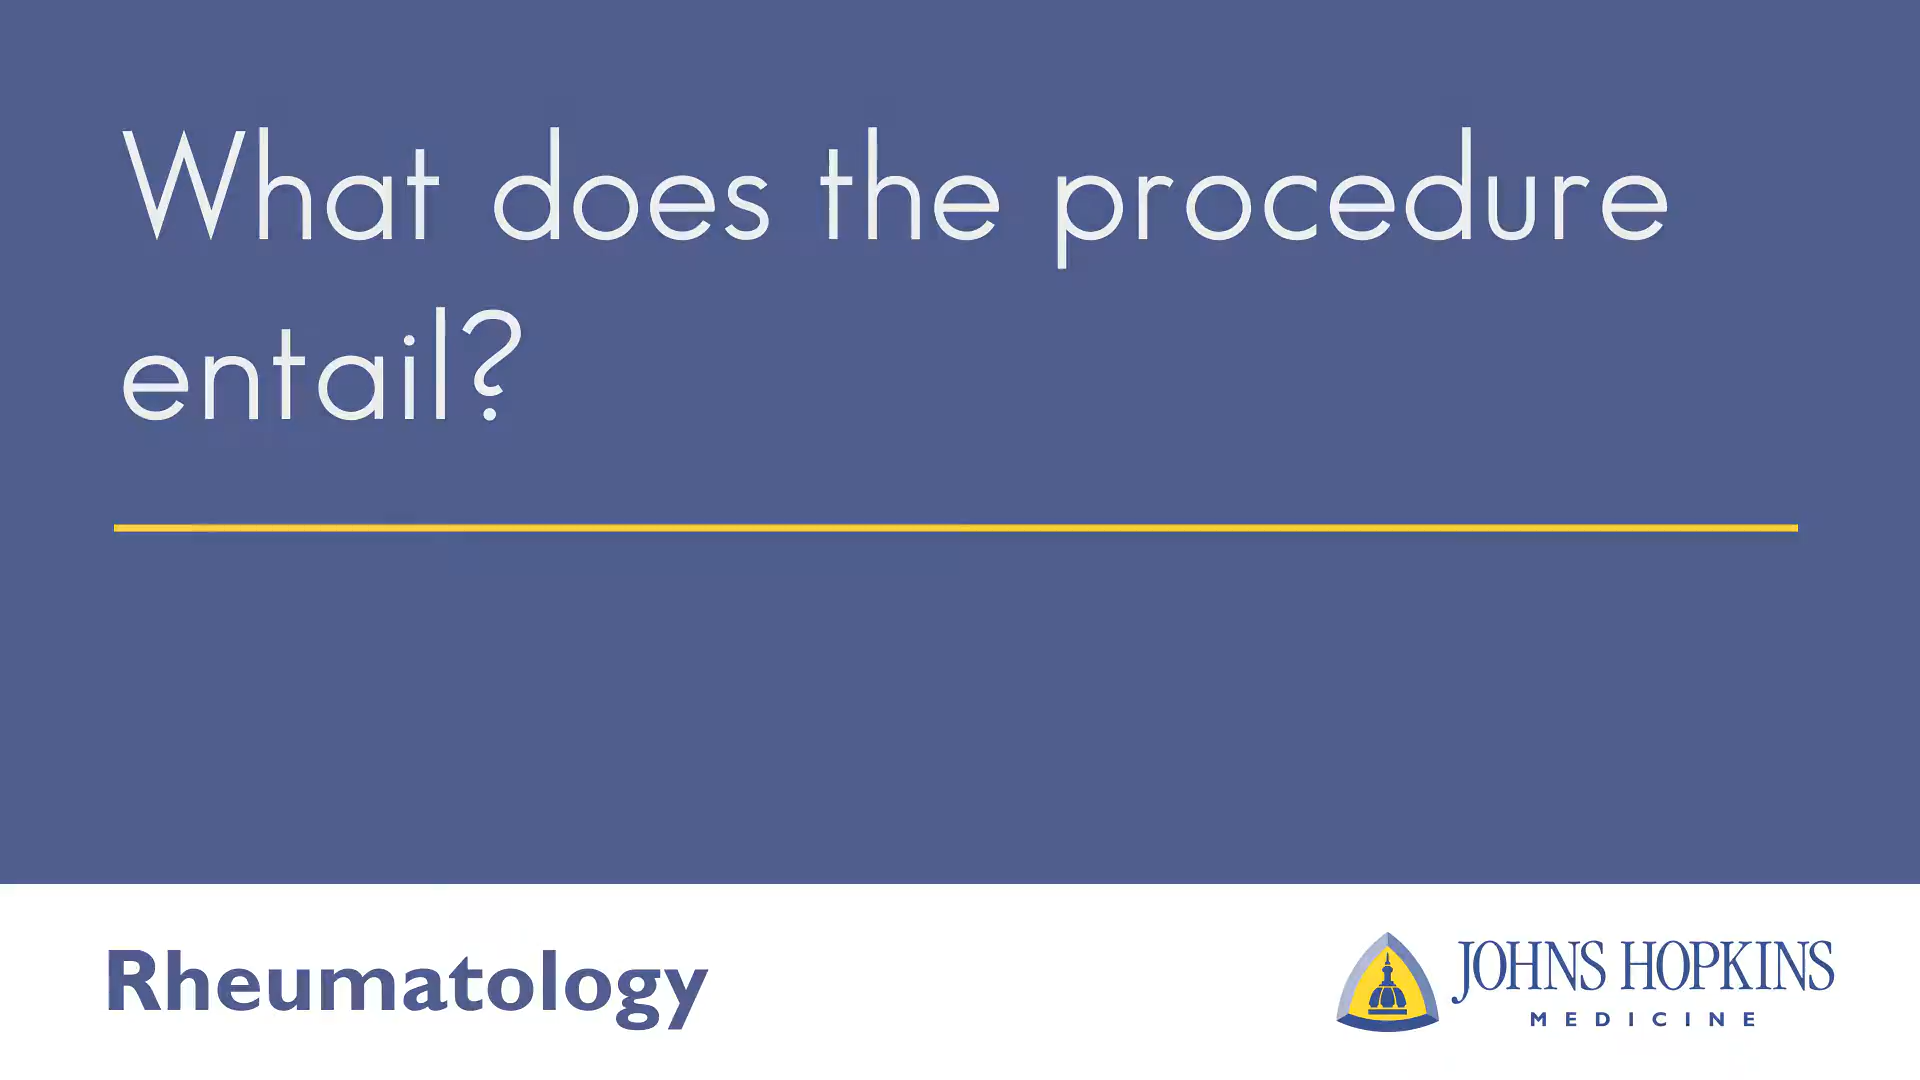 What does the procedure
entail?
Rheumatology
JOHNS HOPKINS
MEDICINE